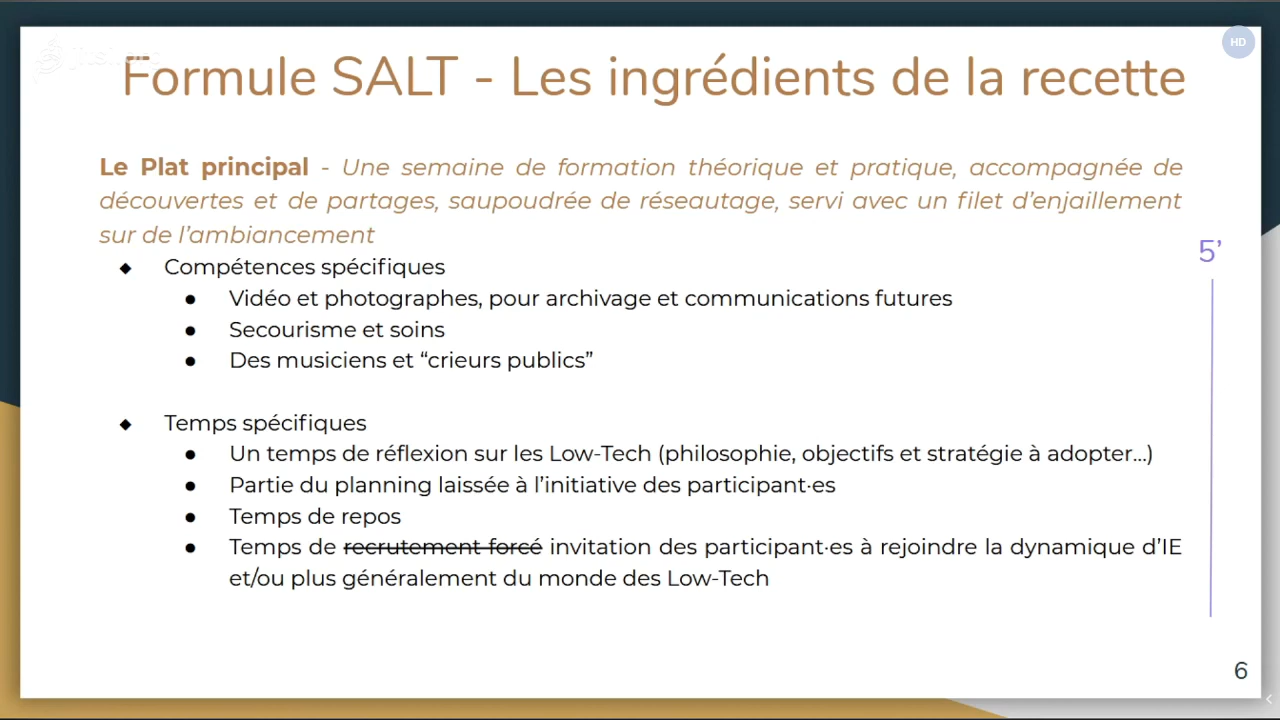 HD
Formule SALT - Les ingrédients de la recette
Le Plat principal - Une semaine de formation théorique et pratique, accompagnée de
découvertes et de partages, saupoudrée de réseautage, servi avec un filet d’enjaillement
sur de l’ambiancement
5’
◆ Compétences spécifiques
● Vidéo et photographes, pour archivage et communications futures
● Secourisme et soins
● Des musiciens et “crieurs publics”
◆ Temps spécifiques
● Un temps de réflexion sur les Low-Tech (philosophie, objectifs et stratégie à adopter...)
● Partie du planning laissée à l’initiative des participant·es
● Temps de repos
● Temps de recrutement forcé invitation des participant·es à rejoindre la dynamique d’IE
et/ou plus généralement du monde des Low-Tech
6